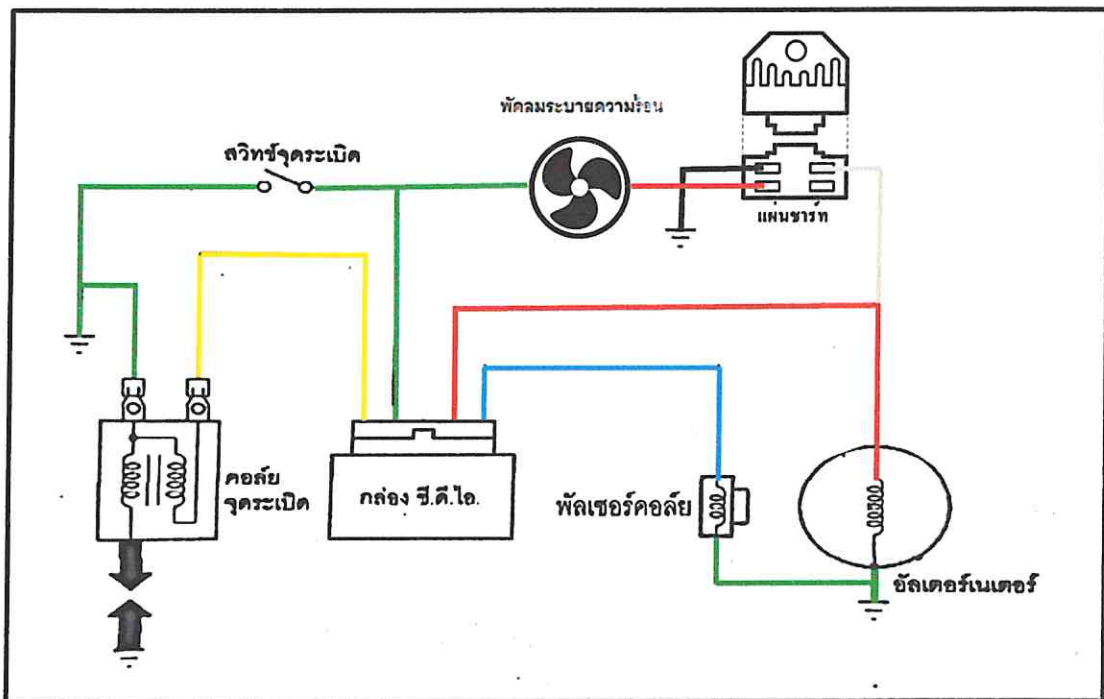 พัดลมระบายความร้อน
สวิทช์จุดระเบิด
แผ่นชาร์ท
คอล์ย
จุดระเบิด
กล่อง ซี.ดี.ไอ.
พัลเซอร์คอล์ย
อัลเตอร์เนเตอร์